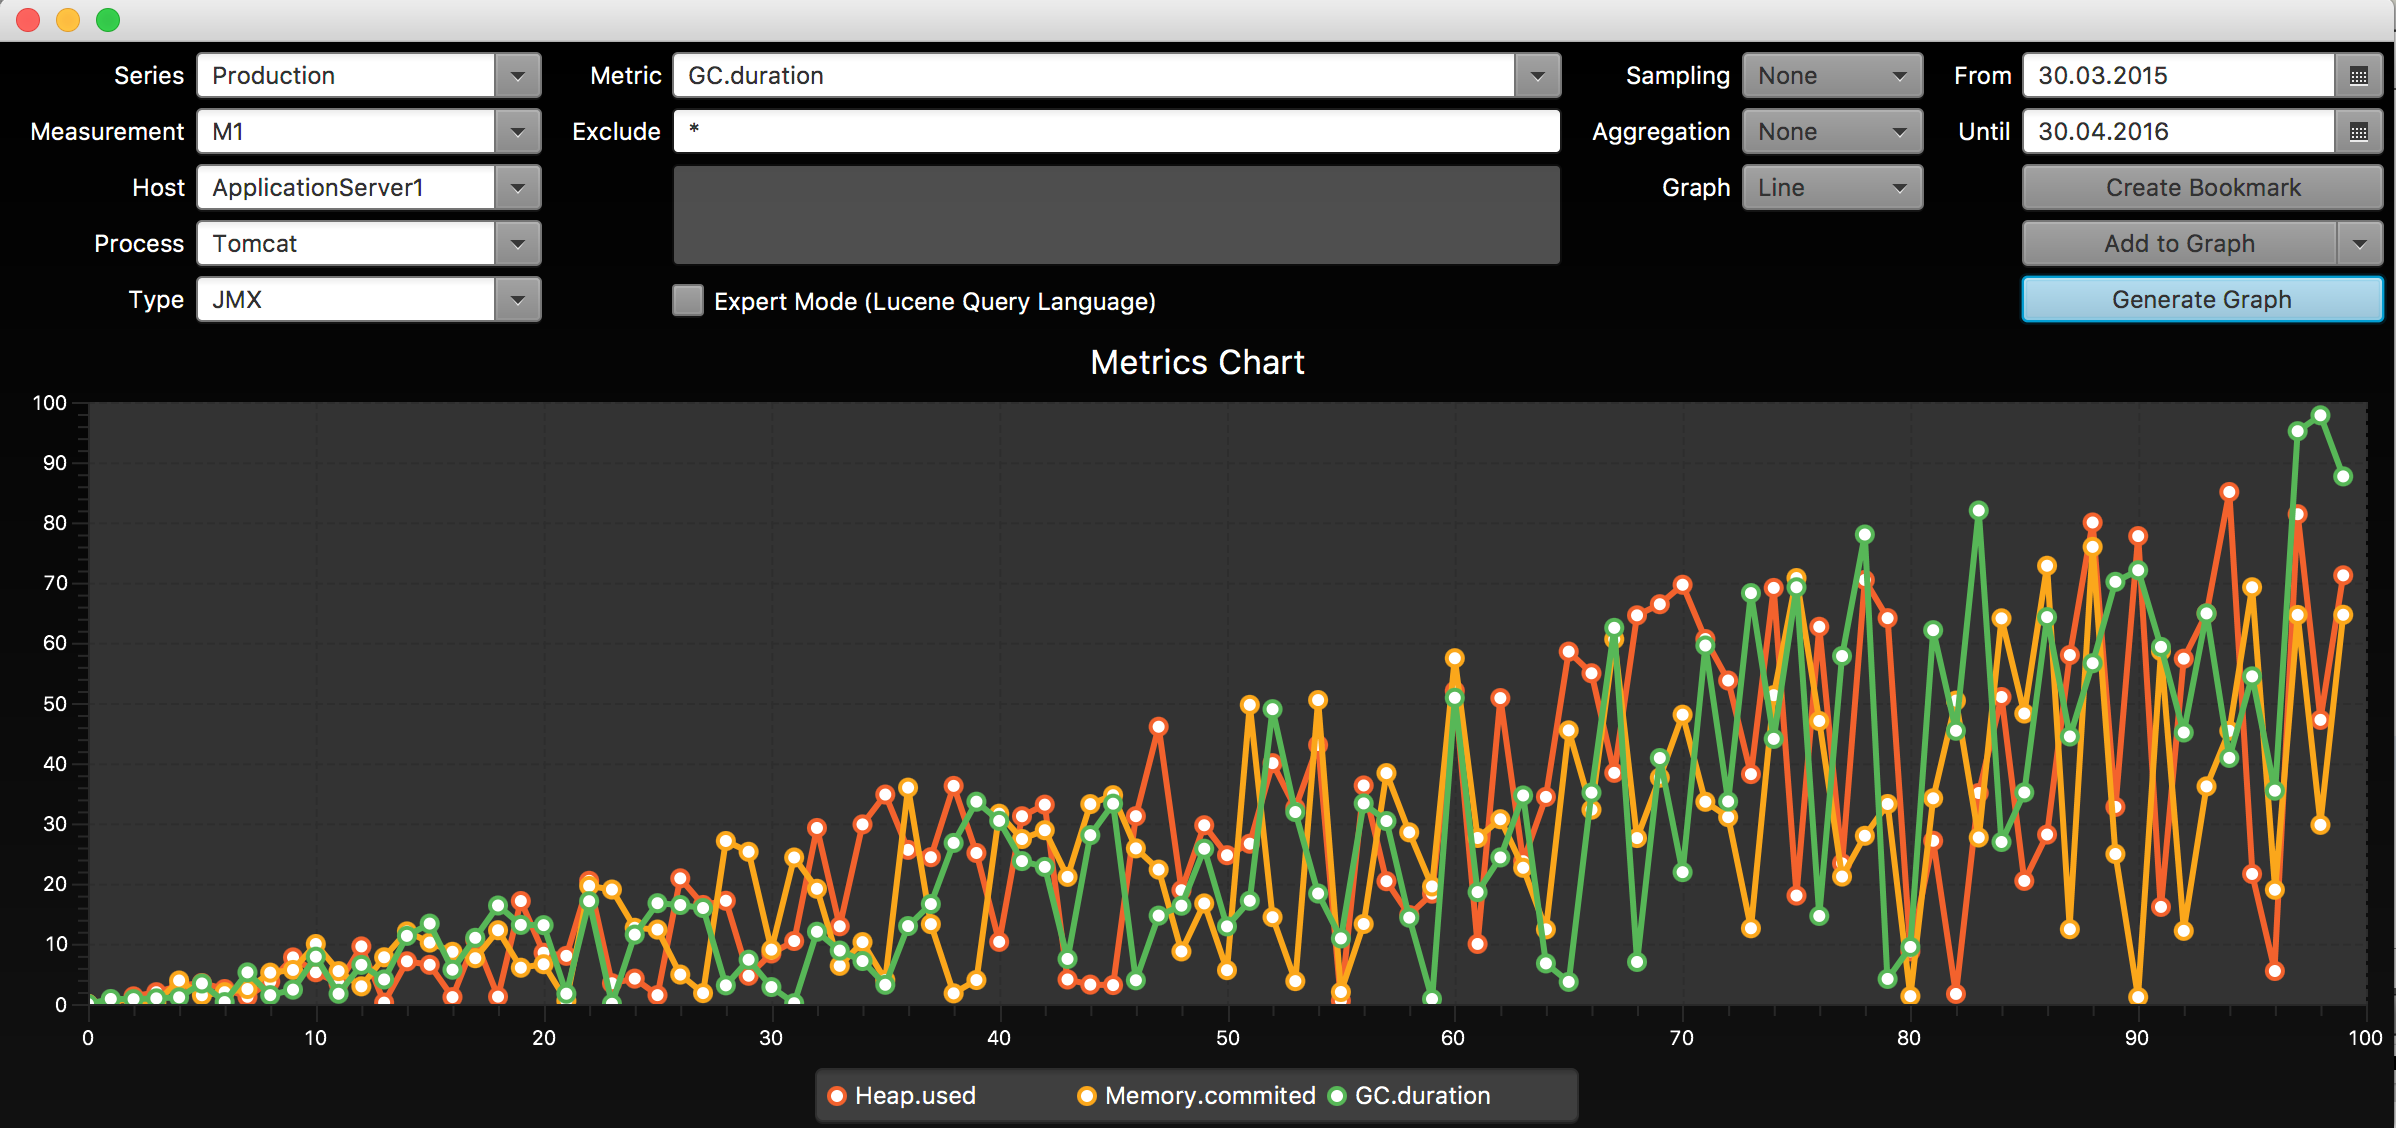 Series Production Metric GC.duration Sampling None From 30.03.2015
Measurement M1 Exclude * Aggregation None Until 30.04.2016
Host ApplicationServer1 Graph Line Create Bookmark
Process Tomcat Add to Graph
Type JMX Expert Mode (Lucene Query Language) Generate Graph
Metrics Chart
100
90
80
70
60
50
40
30
20
10
0
0 10 20 30 40 50 60 70 80 90 100
Heap.used Memory.commited GC.duration